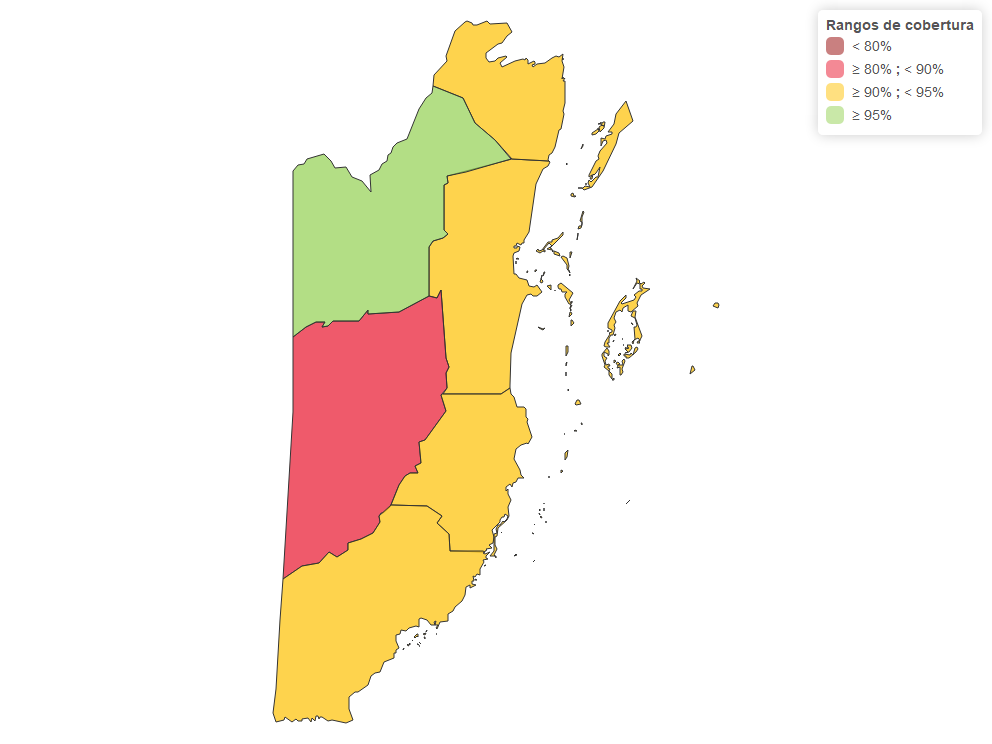 Rangos de cobertura
< 80%
≥ 80% ; < 90%
≥ 90% ; < 95%
≥ 95%